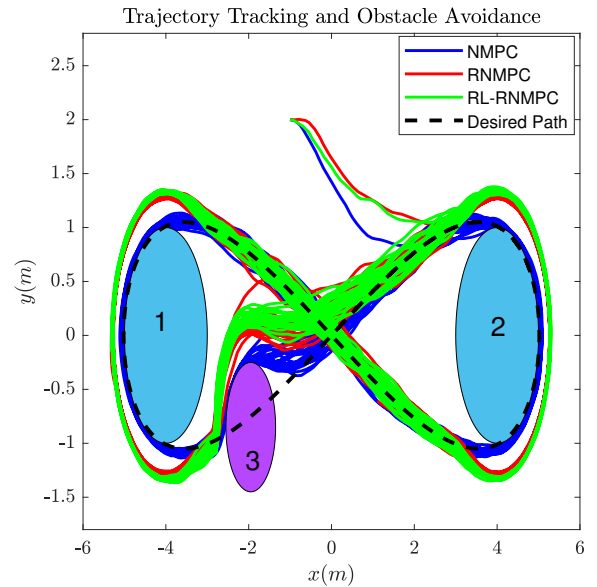 Trajectory Tracking and Obstacle Avoidance
NMPC
RNMPC
RL-RNMPC
Desired Path
2.5
2
1.5
1
0.5
0
-0.5
-1
-1.5
y(m)
1
2
3
-6
-4
-2
0
2
4
6
x(m)